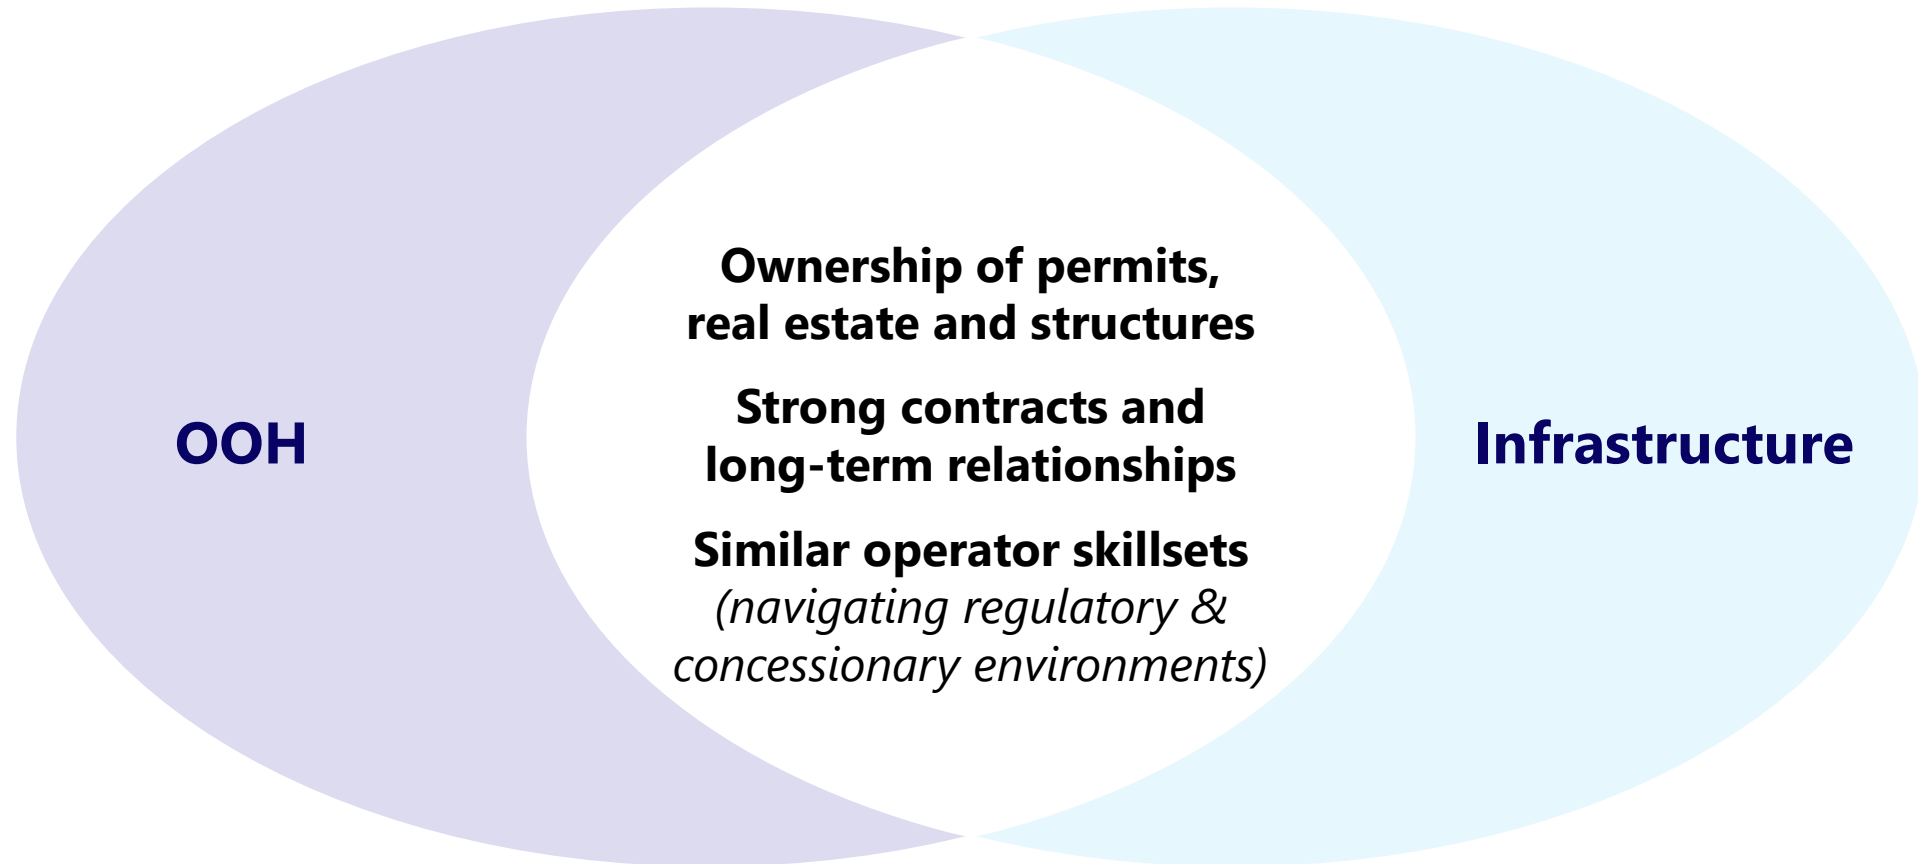 OOH
Ownership of permits,
real estate and structures
Strong contracts and
long-term relationships
Similar operator skillsets
(navigating regulatory &
concessionary environments)
Infrastructure